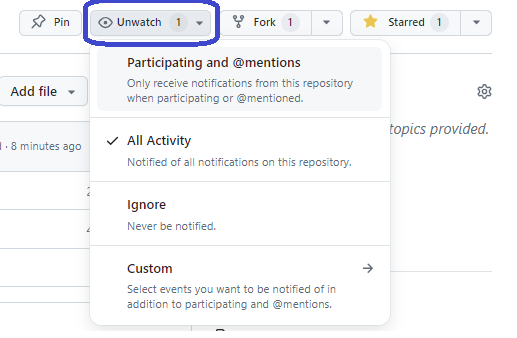 Pin
Unwatch 1
Fork 1
Starred 1
Participating and @mentions
Only receive notifications from this repository
when participating or @mentioned.
Add file
topics provided.
All Activity
· 8 minutes ago
Notified of all notifications on this repository.
Ignore
Never be notified.
Custom
Select events you want to be notified of in
addition to participating and @mentions.